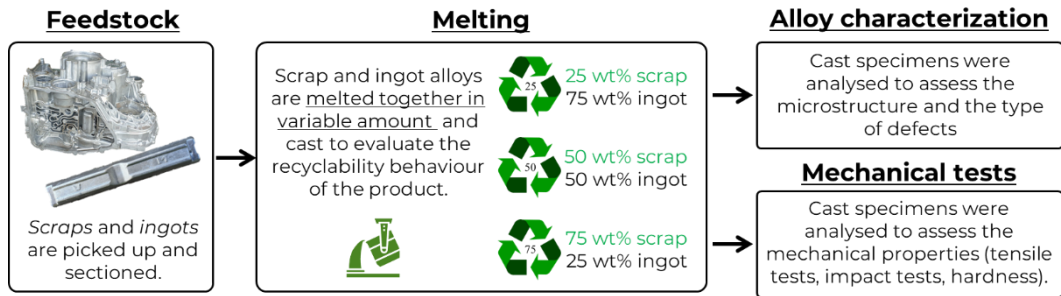 Feedstock
Scraps and ingots
are picked up and
sectioned.
Melting
Scrap and ingot alloys
are melted together in
variable amount and
cast to evaluate the
recyclability behaviour
of the product.
25
25 wt% scrap
75 wt% ingot
50
50 wt% scrap
50 wt% ingot
75
75 wt% scrap
25 wt% ingot
Alloy characterization
Cast specimens were
analysed to assess the
microstructure and the type
of defects
Mechanical tests
Cast specimens were
analysed to assess the
mechanical properties (tensile
tests, impact tests, hardness).